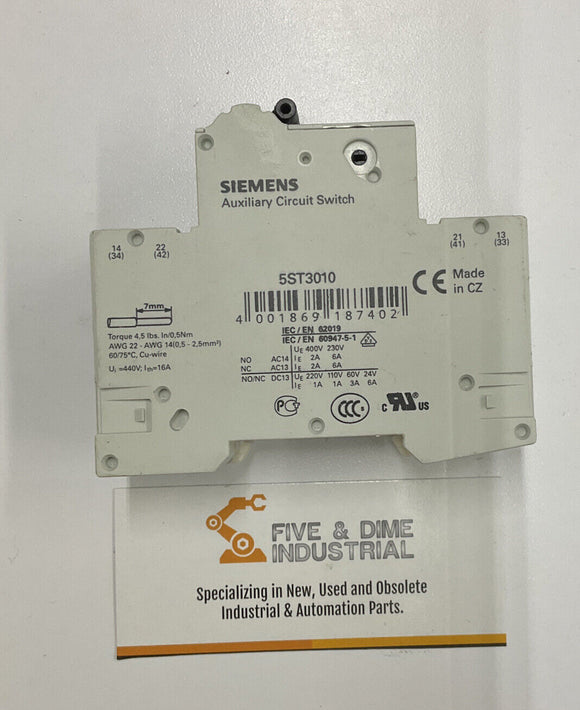 SIEMENS
Auxiliary Circuit Switch
14 22 21 13
(34) (42) (41) (33)
5ST3010
7mm
4 001869 187402
CE Made
in CZ
IEC / EN 62019
IEC / EN 60947-5-1
Torque 4,5 lbs. In/0,5Nm
AWG 22 - AWG 14(0,5 - 2,5mm²)
60/75°C, Cu-wire
Ui =440V; Ith=16A
UE 400V 230V
NO AC14 IE 2A 6A
NC AC13 IE 2A 6A
NO/NC DC13 UE 220V 110V 60V 24V
IE 1A 1A 3A 6A
CCC
c UR US
FIVE & DIME
INDUSTRIAL
Specializing in New, Used and Obsolete
Industrial & Automation Parts.